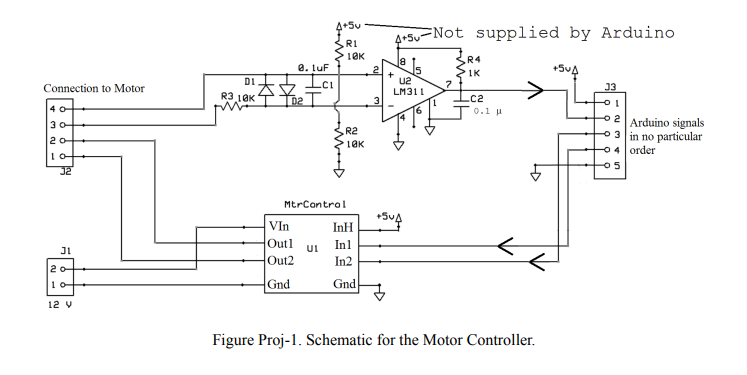 +5v
Not supplied by Arduino
R1
10K
+5v
8
5
R4
1K
+5v
J3
0.1uF
2
+
U2
LM311
7
Connection to Motor
D1
C1
1
R3 10K
D2
3
-
1
C2
0.1 μ
2
Arduino signals
4
3
in no particular
3
4
6
4
order
2
R2
10K
5
1
J2
MtrControl
+5v
VIn
InH
J1
Out1
U1
In1
2
Out2
In2
1
Gnd
Gnd
12 V
Figure Proj-1. Schematic for the Motor Controller.